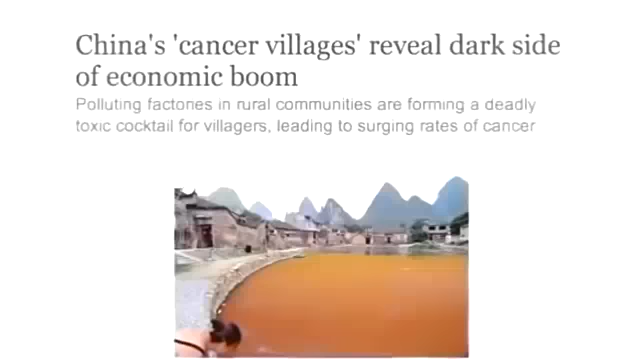 China's 'cancer villages' reveal dark side
of economic boom
Polluting factories in rural communities are forming a deadly
toxic cocktail for villagers, leading to surging rates of cancer